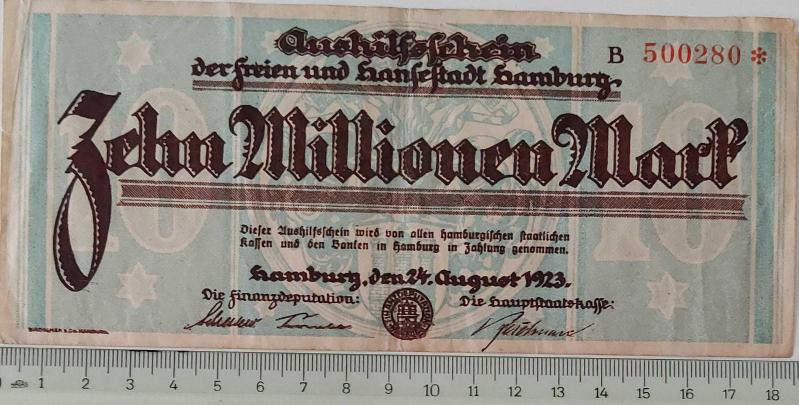 Aushilfsschein
B 500280 *
der Freien und Hansestadt Hamburg.
10 10
Zehn Millionen Mark
Dieser Aushilfsschein wird von allen hamburgischen staatlichen
Kassen und den Banken in Hamburg in Zahlung genommen.
Hamburg, den 24. August 1923.
Die Finanzdeputation: Die Hauptstaatskasse:
1 2 3 4 5 6 7 8 9 10 11 12 13 14 15 16 17 18